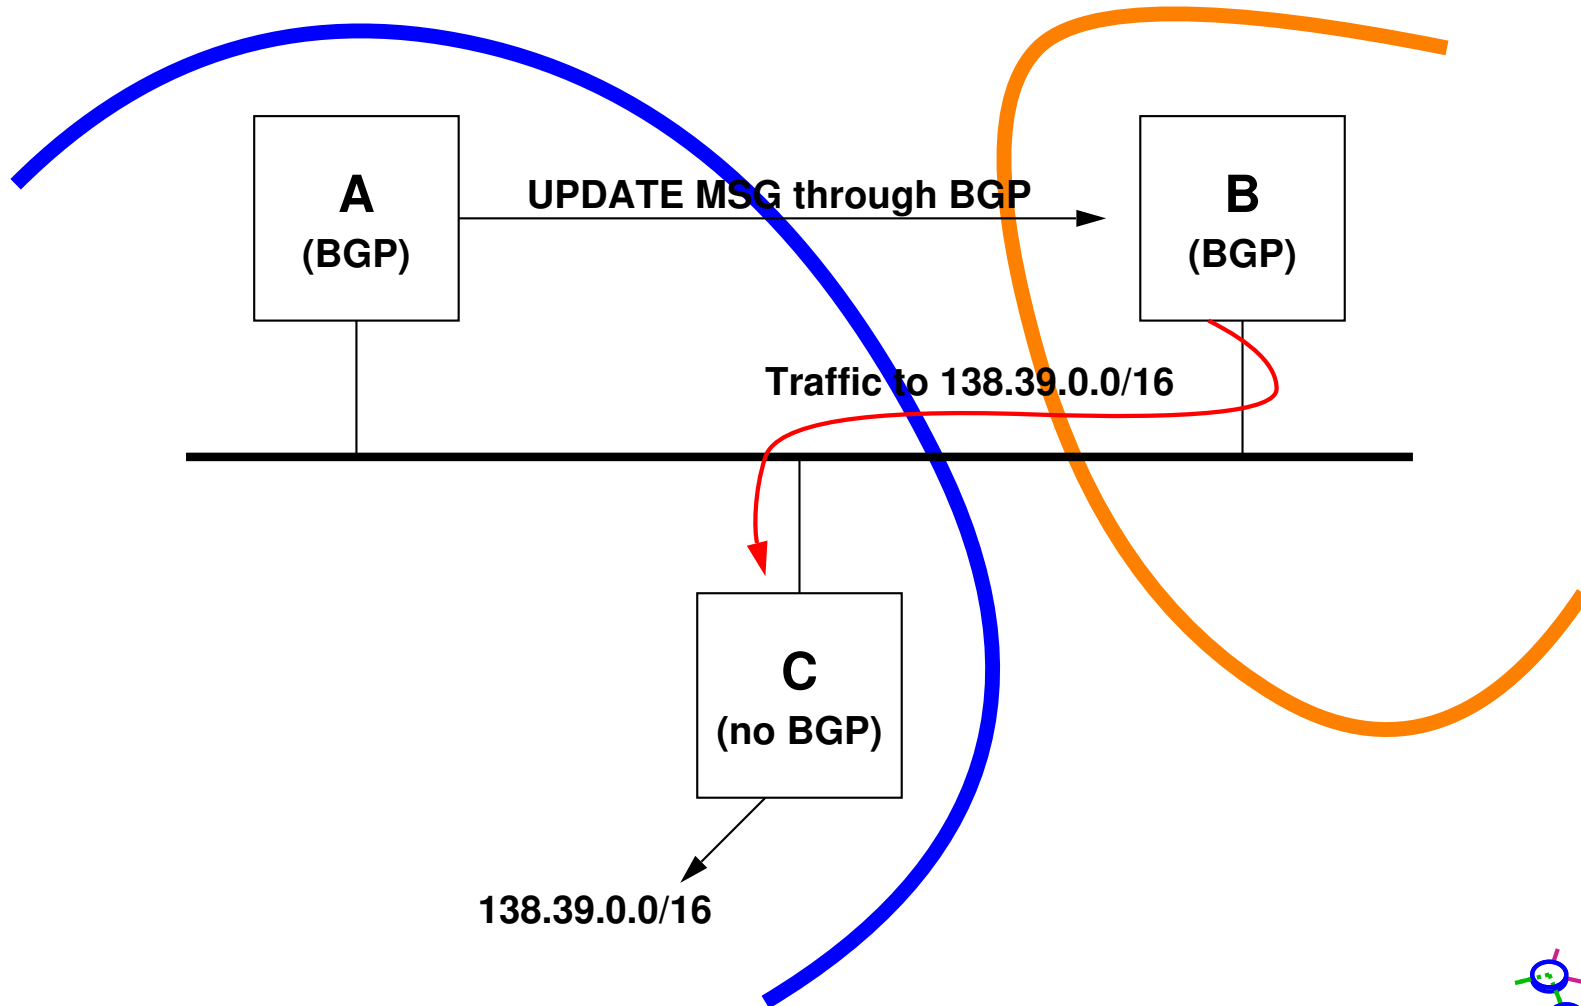 A
(BGP)
UPDATE MSG through BGP
B
(BGP)
Traffic to 138.39.0.0/16
C
(no BGP)
138.39.0.0/16